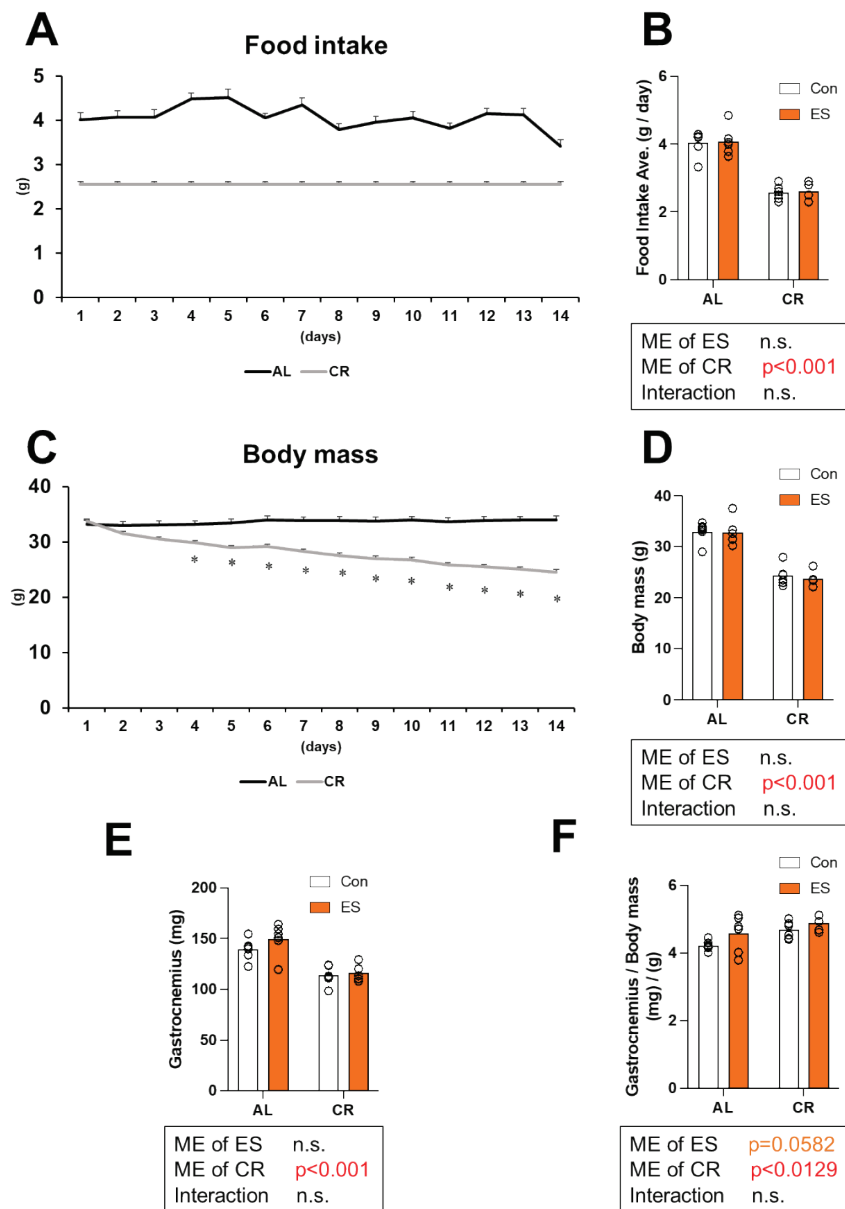 A
Food intake
5
4
3
2
1
0
(g)
1 2 3 4 5 6 7 8 9 10 11 12 13 14
(days)
AL CR
B
Food Intake Ave. (g / day)
6
4
2
0
Con
ES
AL CR
ME of ES n.s.
ME of CR p<0.001
Interaction n.s.
C
Body mass
40
30
20
10
0
(g)
* * * * * * * * * * *
1 2 3 4 5 6 7 8 9 10 11 12 13 14
(days)
AL CR
D
Body mass (g)
40
30
20
10
0
Con
ES
AL CR
ME of ES n.s.
ME of CR p<0.001
Interaction n.s.
E
Gastrocnemius (mg)
200
150
100
50
0
Con
ES
AL CR
ME of ES n.s.
ME of CR p<0.001
Interaction n.s.
F
Gastrocnemius / Body mass
(mg) / (g)
6
4
2
0
Con
ES
AL CR
ME of ES p=0.0582
ME of CR p<0.0129
Interaction n.s.